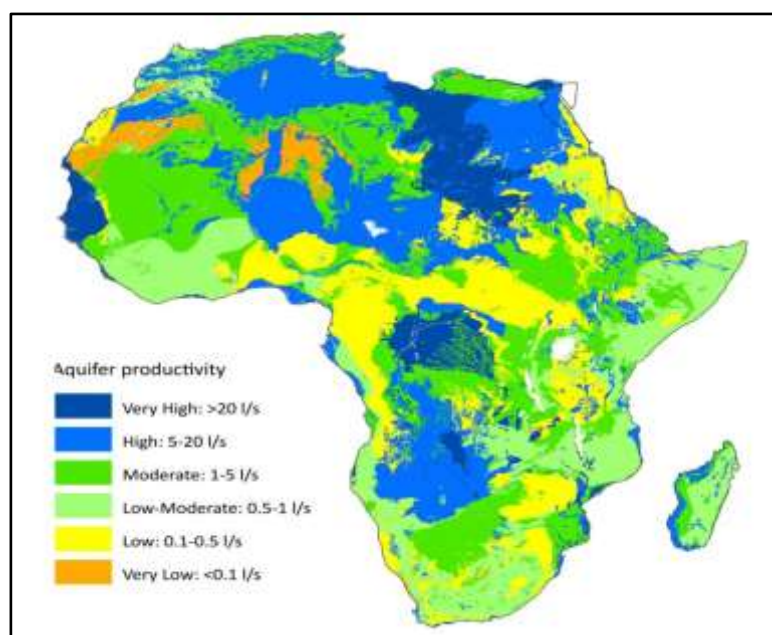 Aquifer productivity
Very High: >20 l/s
High: 5-20 l/s
Moderate: 1-5 l/s
Low-Moderate: 0.5-1 l/s
Low: 0.1-0.5 l/s
Very Low: <0.1 l/s